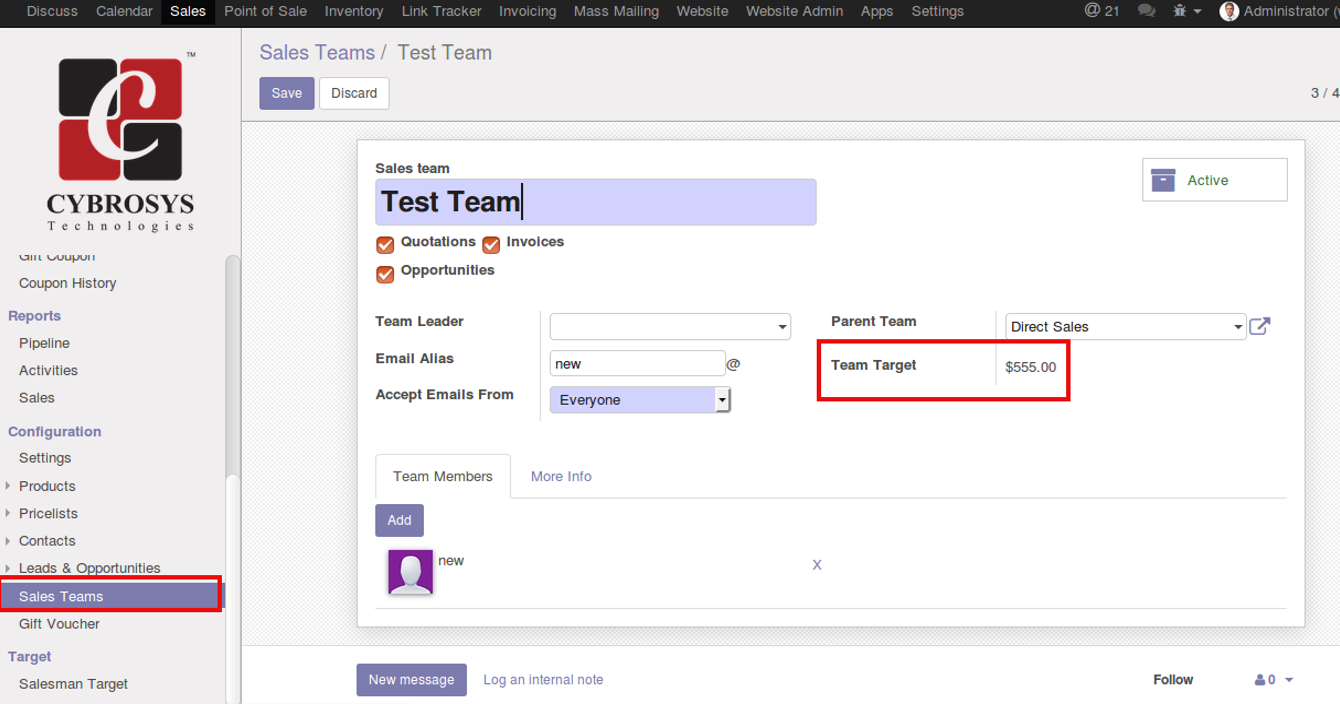 Discuss Calendar Sales Point of Sale Inventory Link Tracker Invoicing Mass Mailing Website Website Admin Apps Settings @ 21 Administrator (
Sales Teams / Test Team
Save Discard
3 / 4
TM
C
CYBROSYS
Technologies
Gift Coupon
Coupon History
Reports
Pipeline
Activities
Sales
Configuration
Settings
Products
Pricelists
Contacts
Leads & Opportunities
Sales Teams
Gift Voucher
Target
Salesman Target
Sales team
Active
Test Team
Quotations Invoices
Opportunities
Team Leader
Parent Team Direct Sales
Email Alias new @
Team Target $555.00
Accept Emails From Everyone
Team Members More Info
Add
new X
New message Log an internal note Follow 0